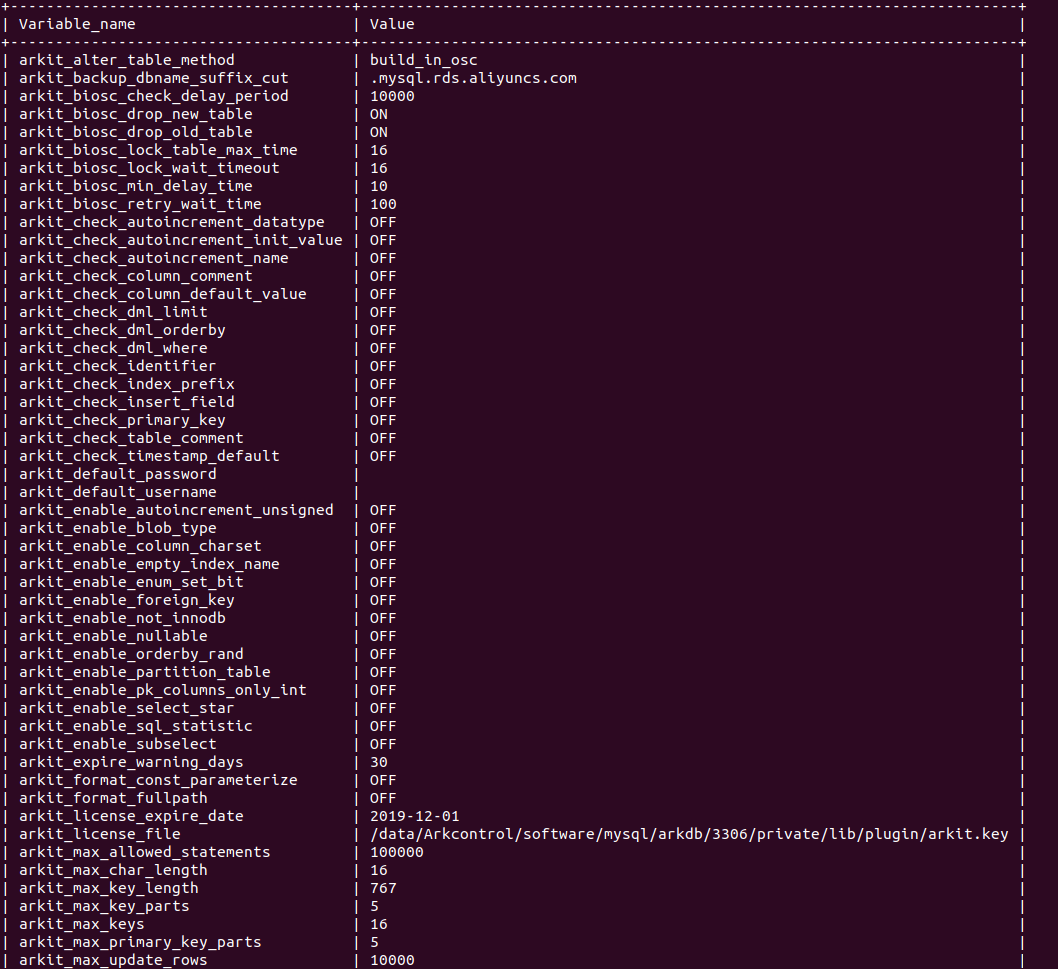 +--------------------------------------+-------------------------------------------------------------------------+
| Variable_name                        | Value                                                                   |
+--------------------------------------+-------------------------------------------------------------------------+
| arkit_alter_table_method             | build_in_osc                                                            |
| arkit_backup_dbname_suffix_cut       | .mysql.rds.aliyuncs.com                                                 |
| arkit_biosc_check_delay_period       | 10000                                                                   |
| arkit_biosc_drop_new_table           | ON                                                                      |
| arkit_biosc_drop_old_table           | ON                                                                      |
| arkit_biosc_lock_table_max_time      | 16                                                                      |
| arkit_biosc_lock_wait_timeout        | 16                                                                      |
| arkit_biosc_min_delay_time           | 10                                                                      |
| arkit_biosc_retry_wait_time          | 100                                                                     |
| arkit_check_autoincrement_datatype   | OFF                                                                     |
| arkit_check_autoincrement_init_value | OFF                                                                     |
| arkit_check_autoincrement_name       | OFF                                                                     |
| arkit_check_column_comment           | OFF                                                                     |
| arkit_check_column_default_value     | OFF                                                                     |
| arkit_check_dml_limit                | OFF                                                                     |
| arkit_check_dml_orderby              | OFF                                                                     |
| arkit_check_dml_where                | OFF                                                                     |
| arkit_check_identifier               | OFF                                                                     |
| arkit_check_index_prefix             | OFF                                                                     |
| arkit_check_insert_field             | OFF                                                                     |
| arkit_check_primary_key              | OFF                                                                     |
| arkit_check_table_comment            | OFF                                                                     |
| arkit_check_timestamp_default        | OFF                                                                     |
| arkit_default_password               |                                                                         |
| arkit_default_username               |                                                                         |
| arkit_enable_autoincrement_unsigned  | OFF                                                                     |
| arkit_enable_blob_type               | OFF                                                                     |
| arkit_enable_column_charset          | OFF                                                                     |
| arkit_enable_empty_index_name        | OFF                                                                     |
| arkit_enable_enum_set_bit            | OFF                                                                     |
| arkit_enable_foreign_key             | OFF                                                                     |
| arkit_enable_not_innodb              | OFF                                                                     |
| arkit_enable_nullable                | OFF                                                                     |
| arkit_enable_orderby_rand            | OFF                                                                     |
| arkit_enable_partition_table         | OFF                                                                     |
| arkit_enable_pk_columns_only_int     | OFF                                                                     |
| arkit_enable_select_star             | OFF                                                                     |
| arkit_enable_sql_statistic           | OFF                                                                     |
| arkit_enable_subselect               | OFF                                                                     |
| arkit_expire_warning_days            | 30                                                                      |
| arkit_format_const_parameterize      | OFF                                                                     |
| arkit_format_fullpath                | OFF                                                                     |
| arkit_license_expire_date            | 2019-12-01                                                              |
| arkit_license_file                   | /data/Arkcontrol/software/mysql/arkdb/3306/private/lib/plugin/arkit.key |
| arkit_max_allowed_statements         | 100000                                                                  |
| arkit_max_char_length                | 16                                                                      |
| arkit_max_key_length                 | 767                                                                     |
| arkit_max_key_parts                  | 5                                                                       |
| arkit_max_keys                       | 16                                                                      |
| arkit_max_primary_key_parts          | 5                                                                       |
| arkit_max_update_rows                | 10000                                                                   |